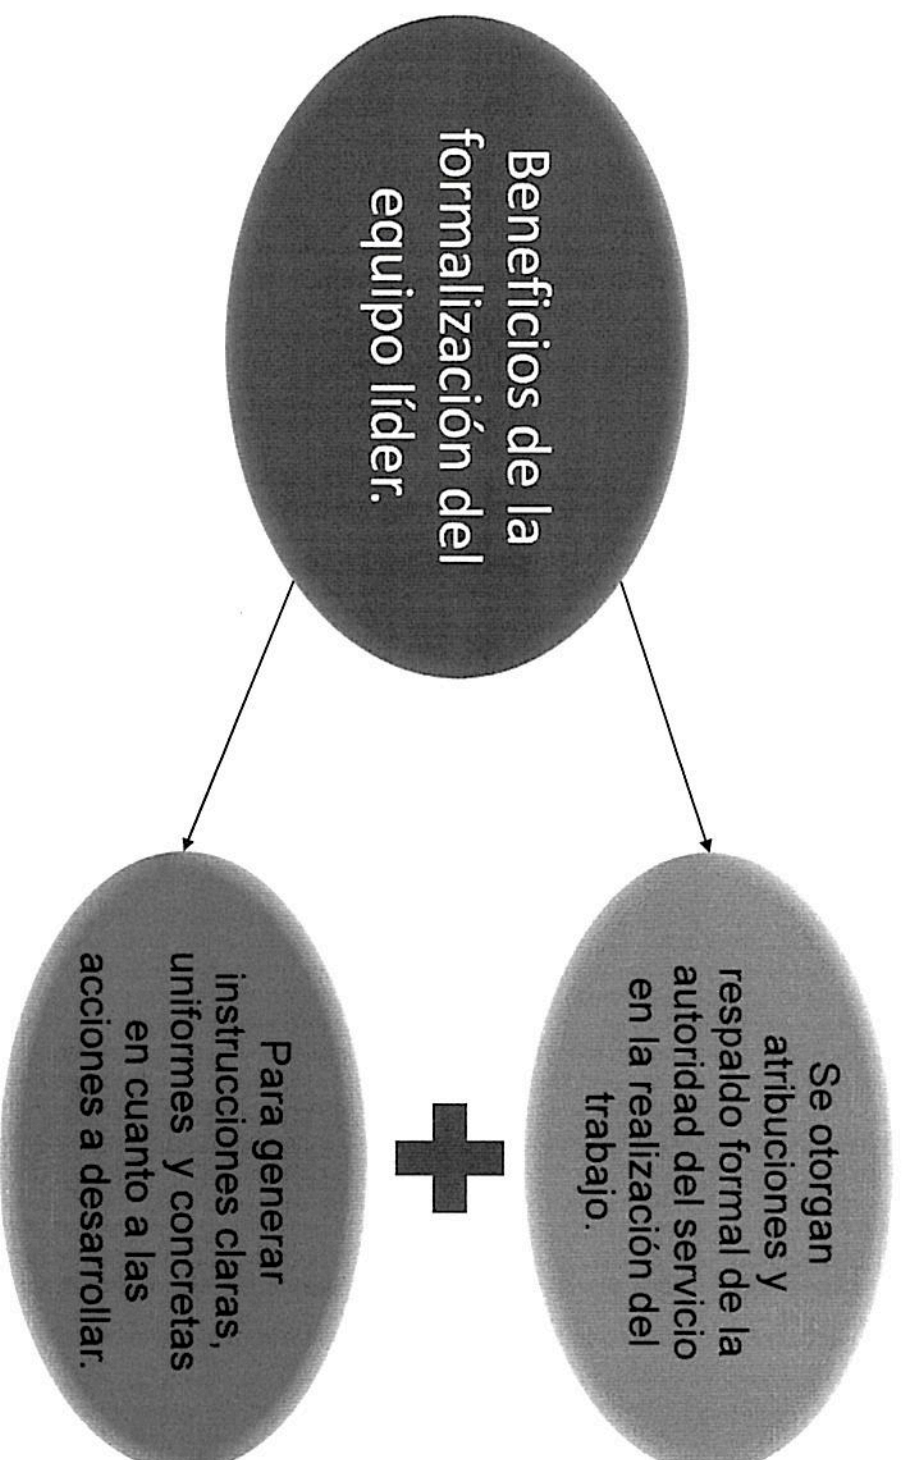 Beneficios de la
formalización del
equipo líder.
Se otorgan
atribuciones y
respaldo formal de la
autoridad del servicio
en la realización del
trabajo.
Para generar
instrucciones claras,
uniformes y concretas
en cuanto a las
acciones a desarrollar.